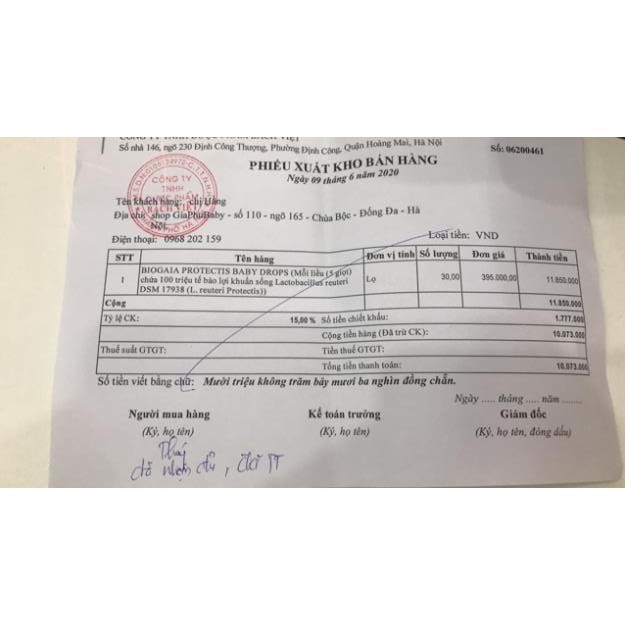 Số nhà 146, ngõ 230 Định Công Thượng, Phường Định Công, Quận Hoàng Mai, Hà Nội
Số: 06200461
PHIẾU XUẤT KHO BÁN HÀNG
Ngày 09 tháng 6 năm 2020
CÔNG TY
TNHH
BÁCH VIỆT
Tên khách hàng: chị Hằng
Địa chỉ: shop GiaPhuBaby - số 110 - ngõ 165 - Chùa Bộc - Đống Đa - Hà
Nội
Điện thoại: 0968 202 159
Loại tiền: VND
STT Tên hàng Đơn vị tính Số lượng Đơn giá Thành tiền
1 BIOGAIA PROTECTIS BABY DROPS (Mỗi liều (5 giọt) chứa 100 triệu tế bào lợi khuẩn sống Lactobacillus reuteri DSM 17938 (L. reuteri Protectis)) Lọ 30,00 395.000,00 11.850.000
Cộng 11.850.000
Tỷ lệ CK: 15,00 % Số tiền chiết khấu: 1.777.000
Cộng tiền hàng (Đã trừ CK): 10.073.000
Thuế suất GTGT: Tiền thuế GTGT:
Tổng tiền thanh toán: 10.073.000
Số tiền viết bằng chữ: Mười triệu không trăm bảy mươi ba nghìn đồng chẵn.
Ngày ..... tháng ..... năm .......
Người mua hàng Kế toán trưởng Giám đốc
(Ký, họ tên) (Ký, họ tên) (Ký, họ tên, đóng dấu)
đã nhận đủ,